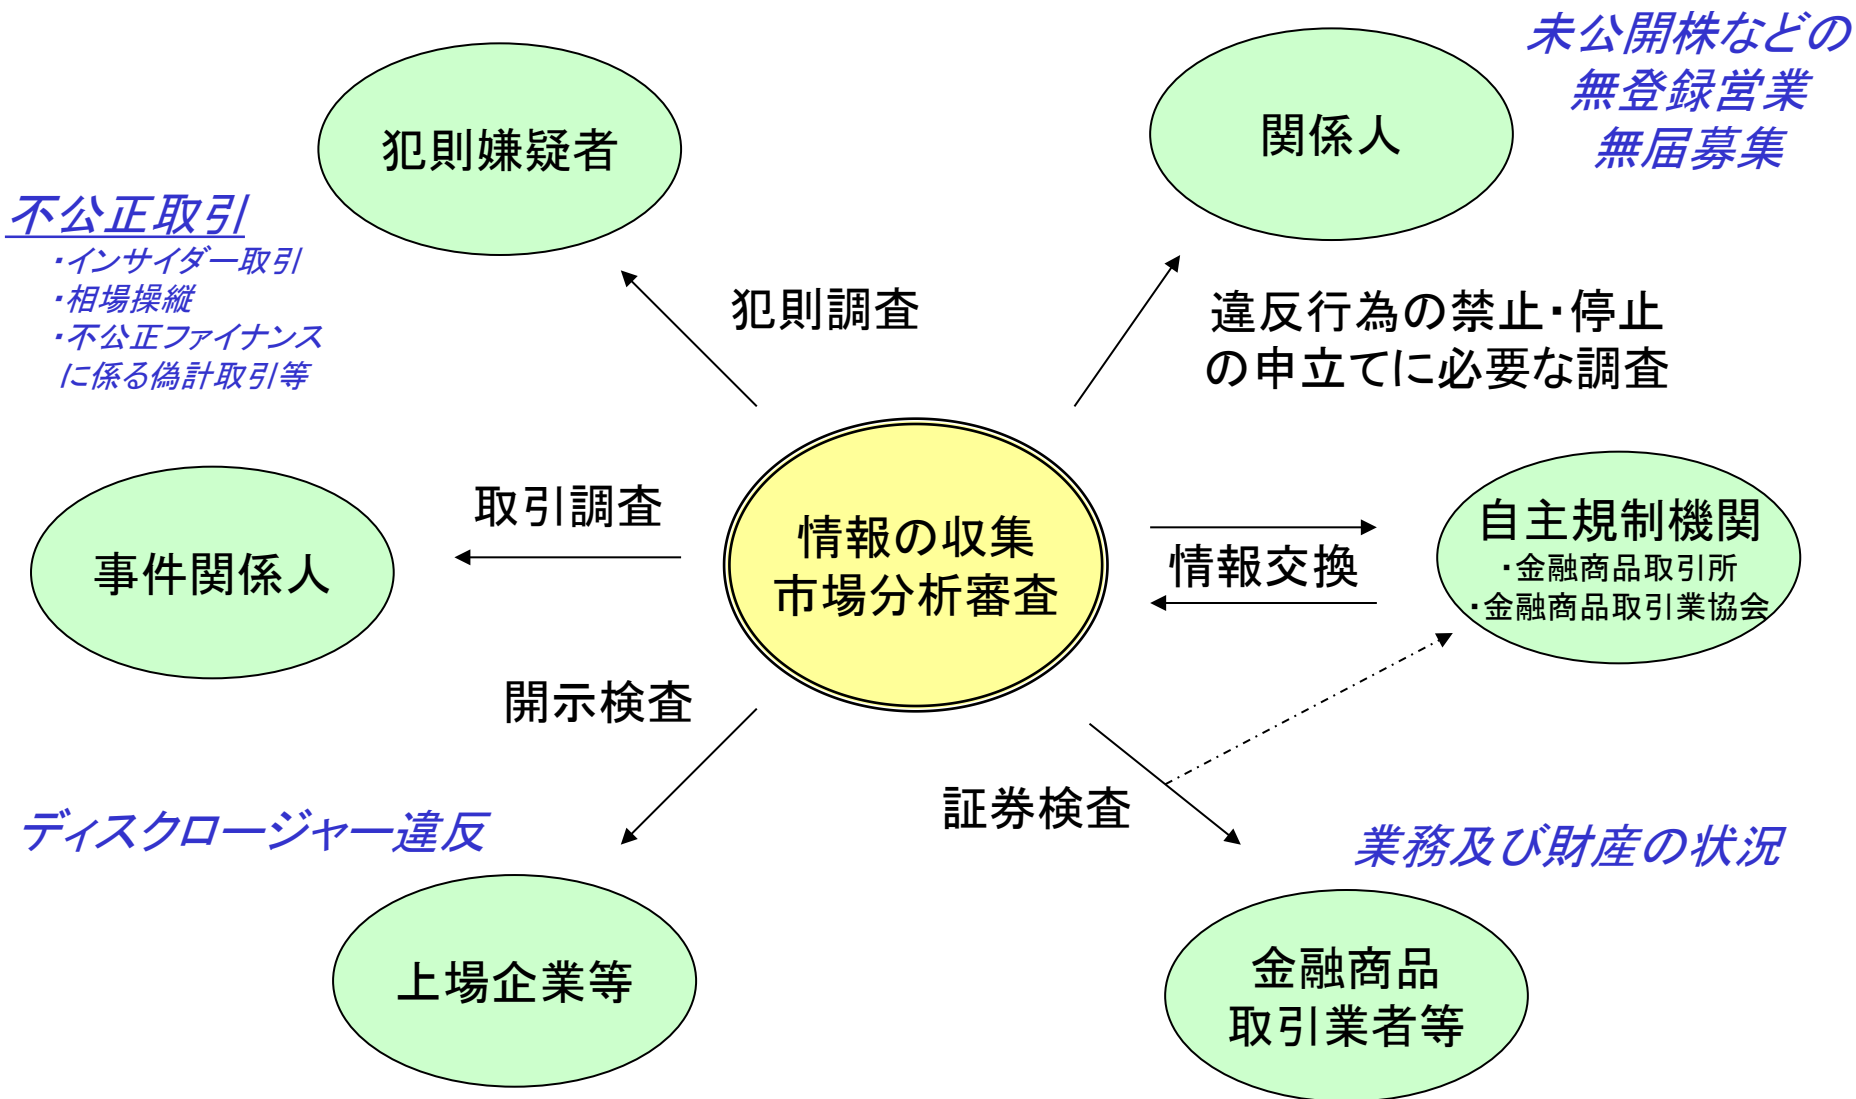 未公開株などの
無登録営業
無届募集
犯則嫌疑者
関係人
不公正取引
・インサイダー取引
・相場操縦
・不公正ファイナンス
に係る偽計取引等
犯則調査
違反行為の禁止・停止
の申立てに必要な調査
取引調査
事件関係人
情報の収集
市場分析審査
情報交換
自主規制機関
・金融商品取引所
・金融商品取引業協会
開示検査
証券検査
ディスクロージャー違反
業務及び財産の状況
上場企業等
金融商品
取引業者等